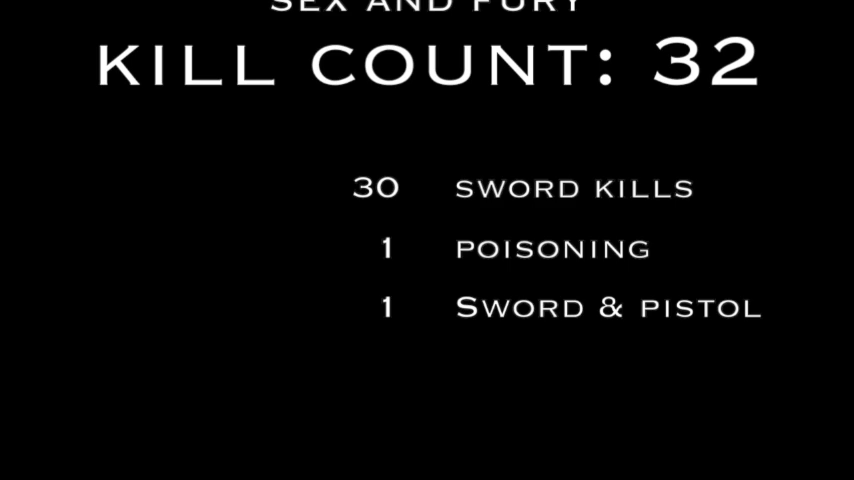 SEX AND FURY
KILL COUNT: 32
30 SWORD KILLS
1 POISONING
1 SWORD & PISTOL